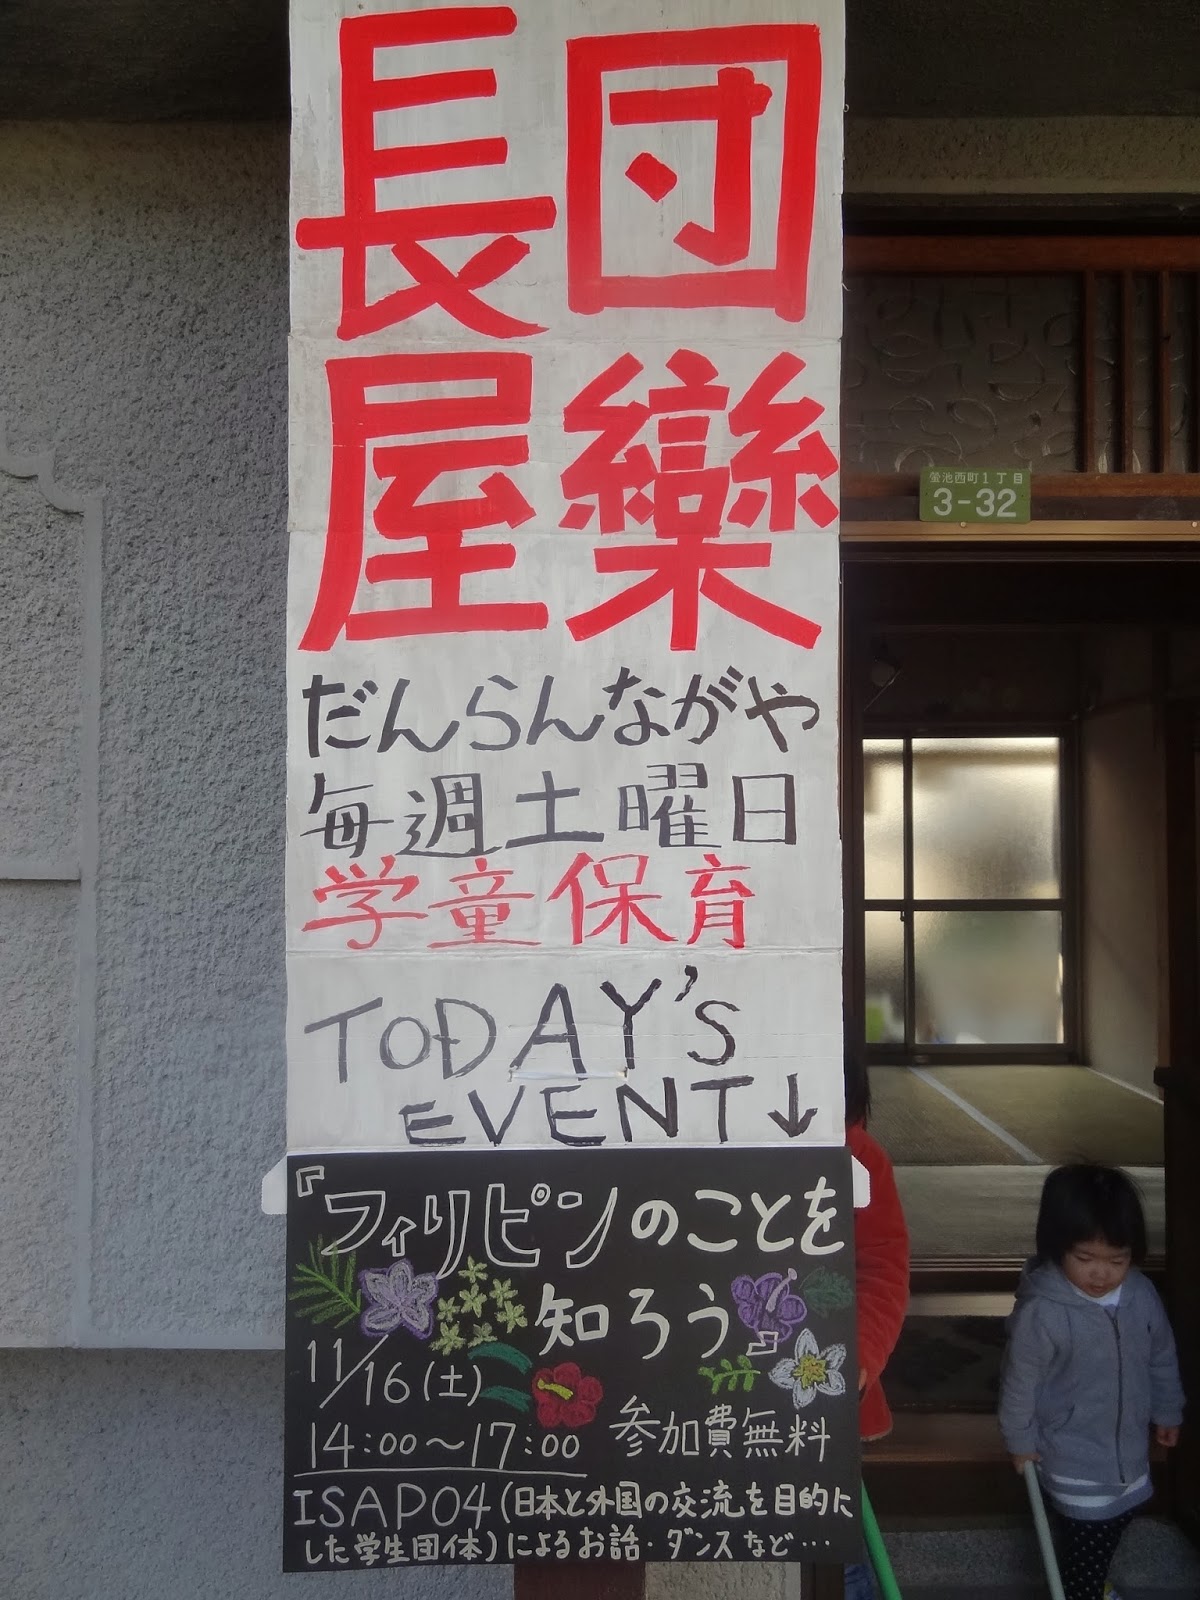 団欒
長屋
だんらんながや
毎週土曜日
学童保育
TODAY'S
EVENT↓
『フィリピンのことを
知ろう』
11/16(土)
14:00〜17:00
参加費無料
ISAPO4(日本と外国の交流を目的に
した学生団体)によるお話・ダンスなど…
螢池西町1丁目
3-32